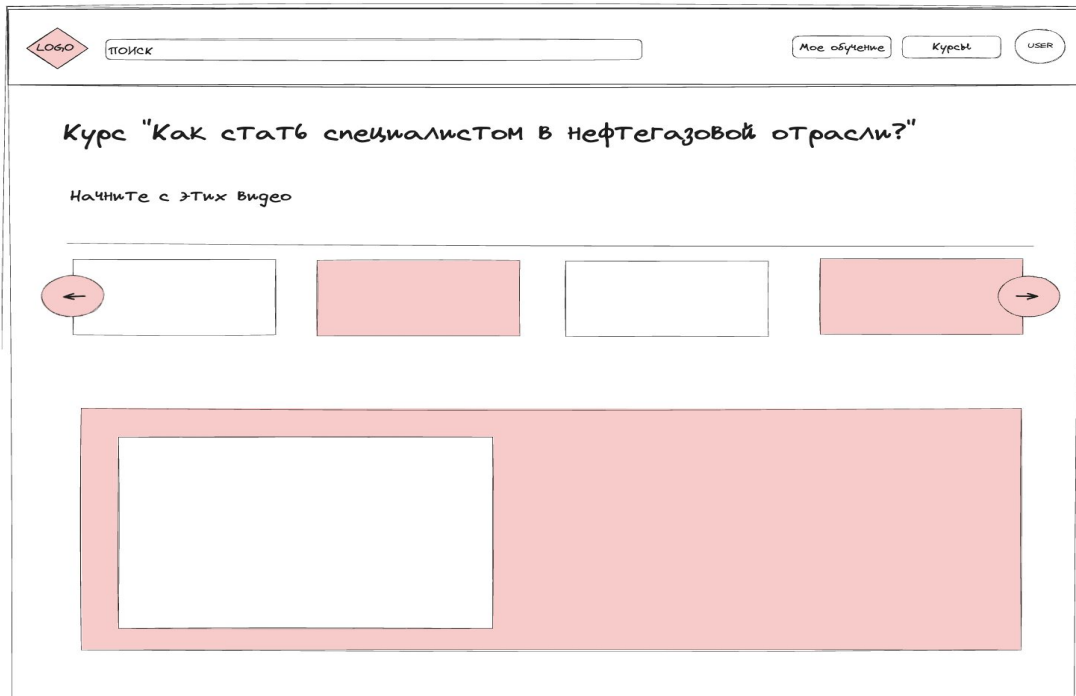 LOGO
ПОИСК
Мое обучение
Курсы
USER
Курс "Как стать специалистом в нефтегазовой отрасли?"
Начните с этих видео